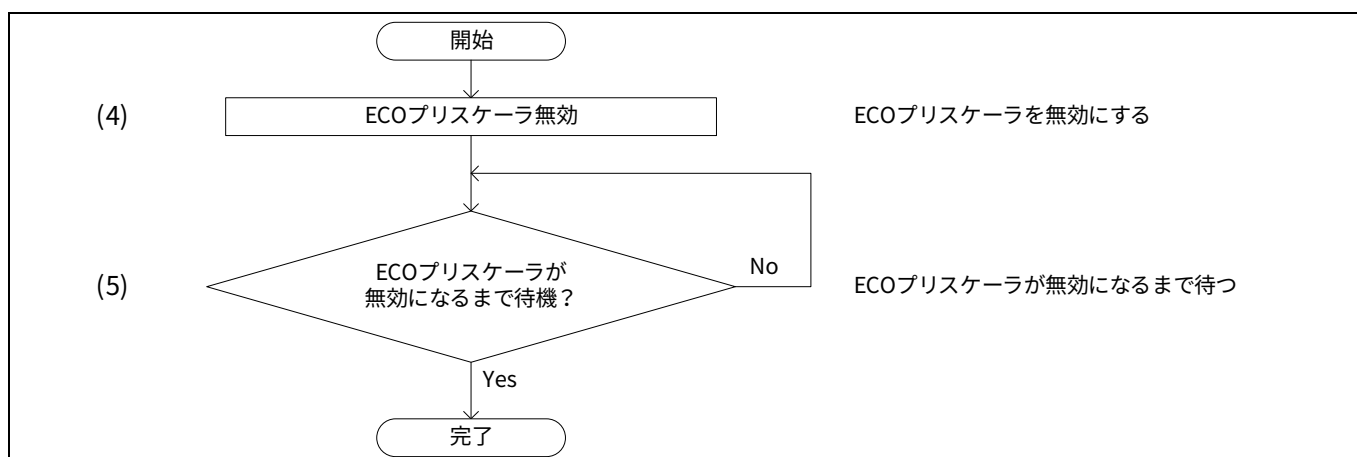 開始
(4)
ECOプリスケーラ無効
ECOプリスケーラを無効にする
(5)
ECOプリスケーラが
無効になるまで待機？
No
ECOプリスケーラが無効になるまで待つ
Yes
完了